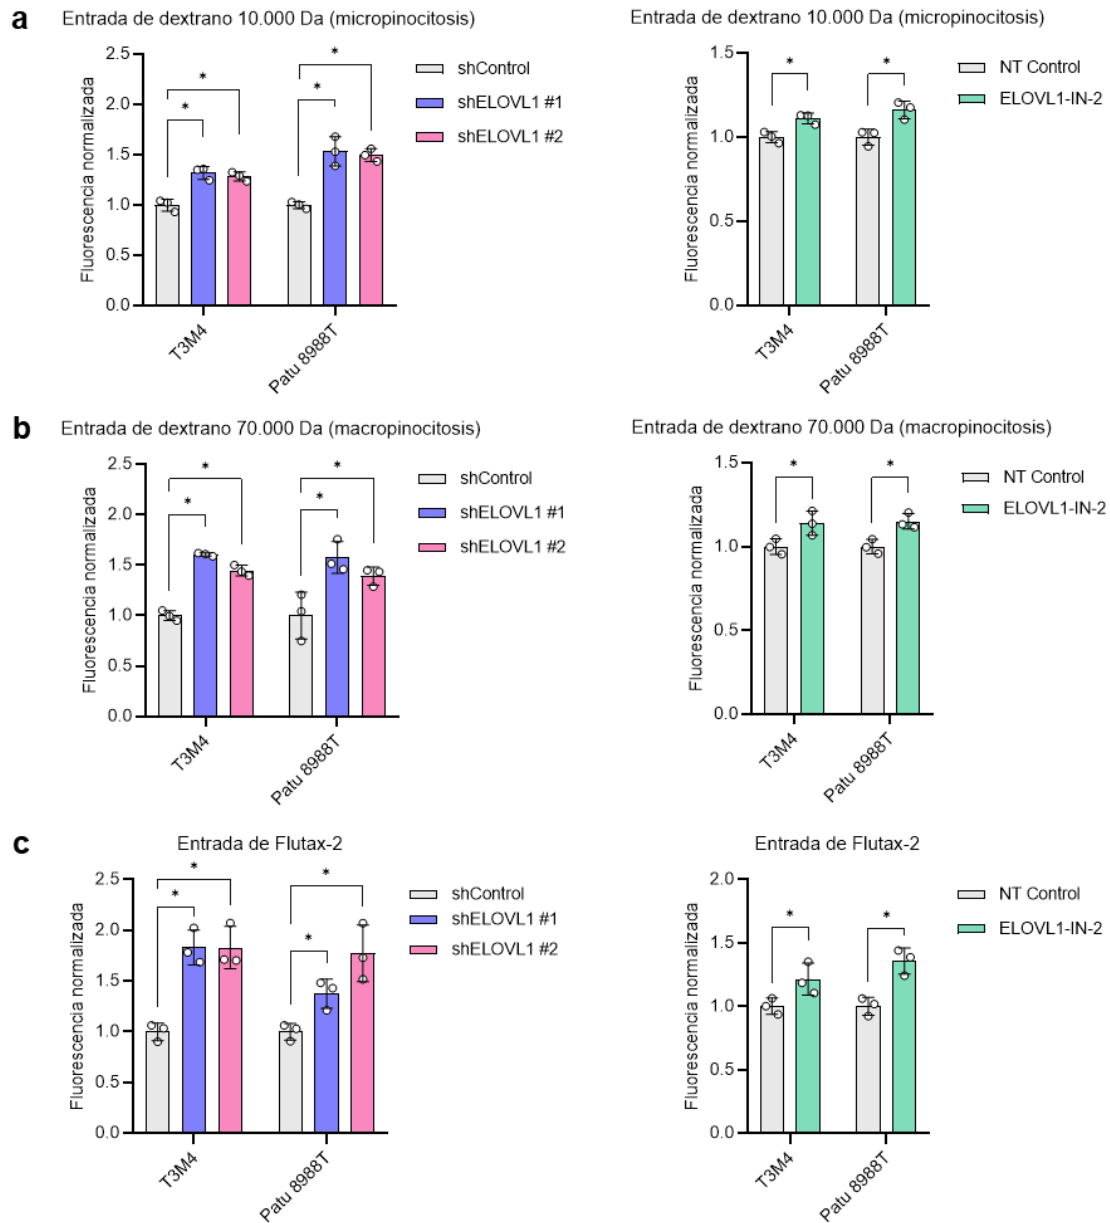 a
Entrada de dextrano 10.000 Da (micropinocitosis)
Fluorescencia normalizada
2.5
2.0
1.5
1.0
0.5
0.0
*
*
*
*
T3M4
Patu 8988T
shControl
shELOVL1 #1
shELOVL1 #2
Entrada de dextrano 10.000 Da (micropinocitosis)
Fluorescencia normalizada
1.5
1.0
0.5
0.0
*
*
T3M4
Patu 8988T
NT Control
ELOVL1-IN-2
b
Entrada de dextrano 70.000 Da (macropinocitosis)
Fluorescencia normalizada
2.5
2.0
1.5
1.0
0.5
0.0
*
*
*
*
T3M4
Patu 8988T
shControl
shELOVL1 #1
shELOVL1 #2
Entrada de dextrano 70.000 Da (macropinocitosis)
Fluorescencia normalizada
1.5
1.0
0.5
0.0
*
*
T3M4
Patu 8988T
NT Control
ELOVL1-IN-2
c
Entrada de Flutax-2
Fluorescencia normalizada
2.5
2.0
1.5
1.0
0.5
0.0
*
*
*
*
T3M4
Patu 8988T
shControl
shELOVL1 #1
shELOVL1 #2
Entrada de Flutax-2
Fluorescencia normalizada
2.0
1.5
1.0
0.5
0.0
*
*
T3M4
Patu 8988T
NT Control
ELOVL1-IN-2